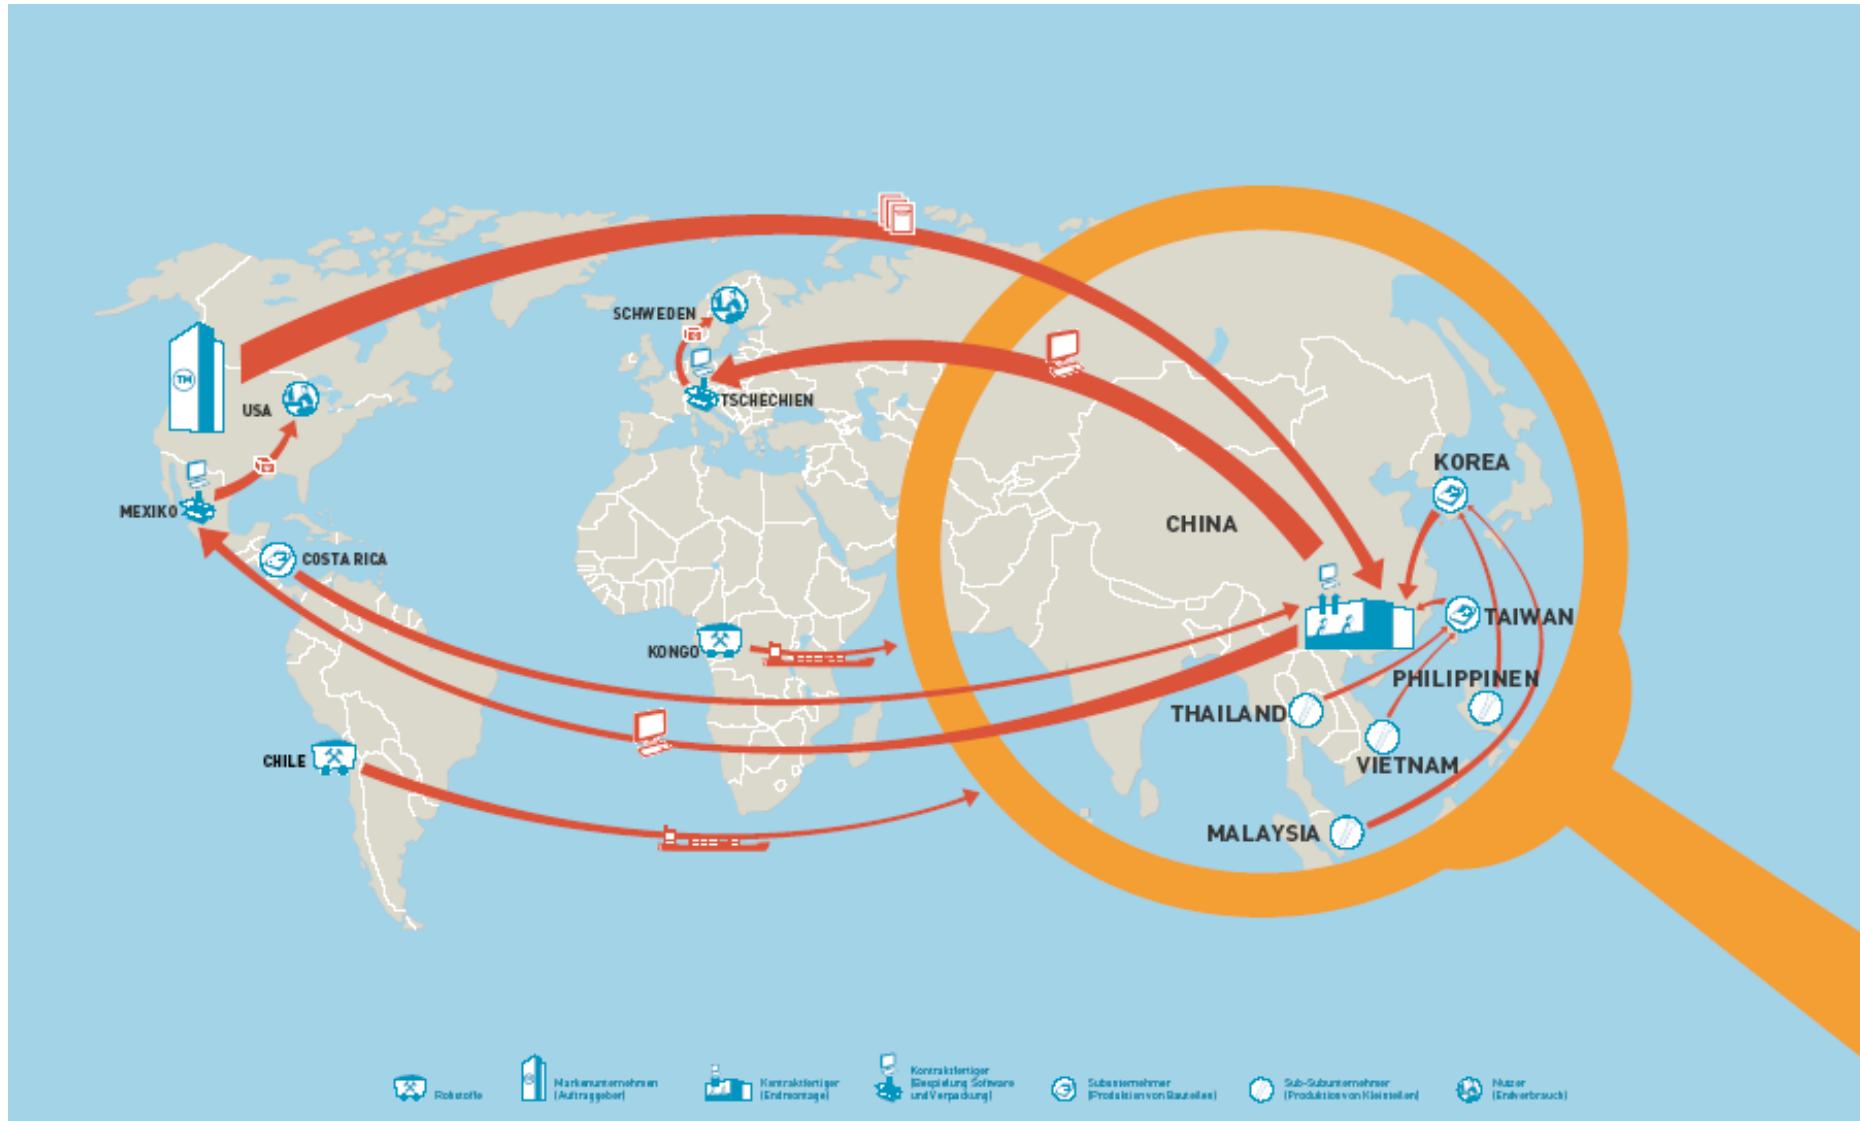 SCHWEDEN
TM
USA
TSCHECHIEN
KOREA
MEXIKO
CHINA
COSTA RICA
TAIWAN
KONGO
PHILIPPINEN
THAILAND
CHILE
VIETNAM
MALAYSIA
Rohstoffe
Markenunternehmen
(Auftraggeber)
Kontraktfertiger
(Endmontage)
Kontraktfertiger
(Bespielung Software
und Verpackung)
Subunternehmer
(Produktion von Bauteilen)
Sub-Subunternehmer
(Produktion von Kleinteilen)
Nutzer
(Endverbrauch)